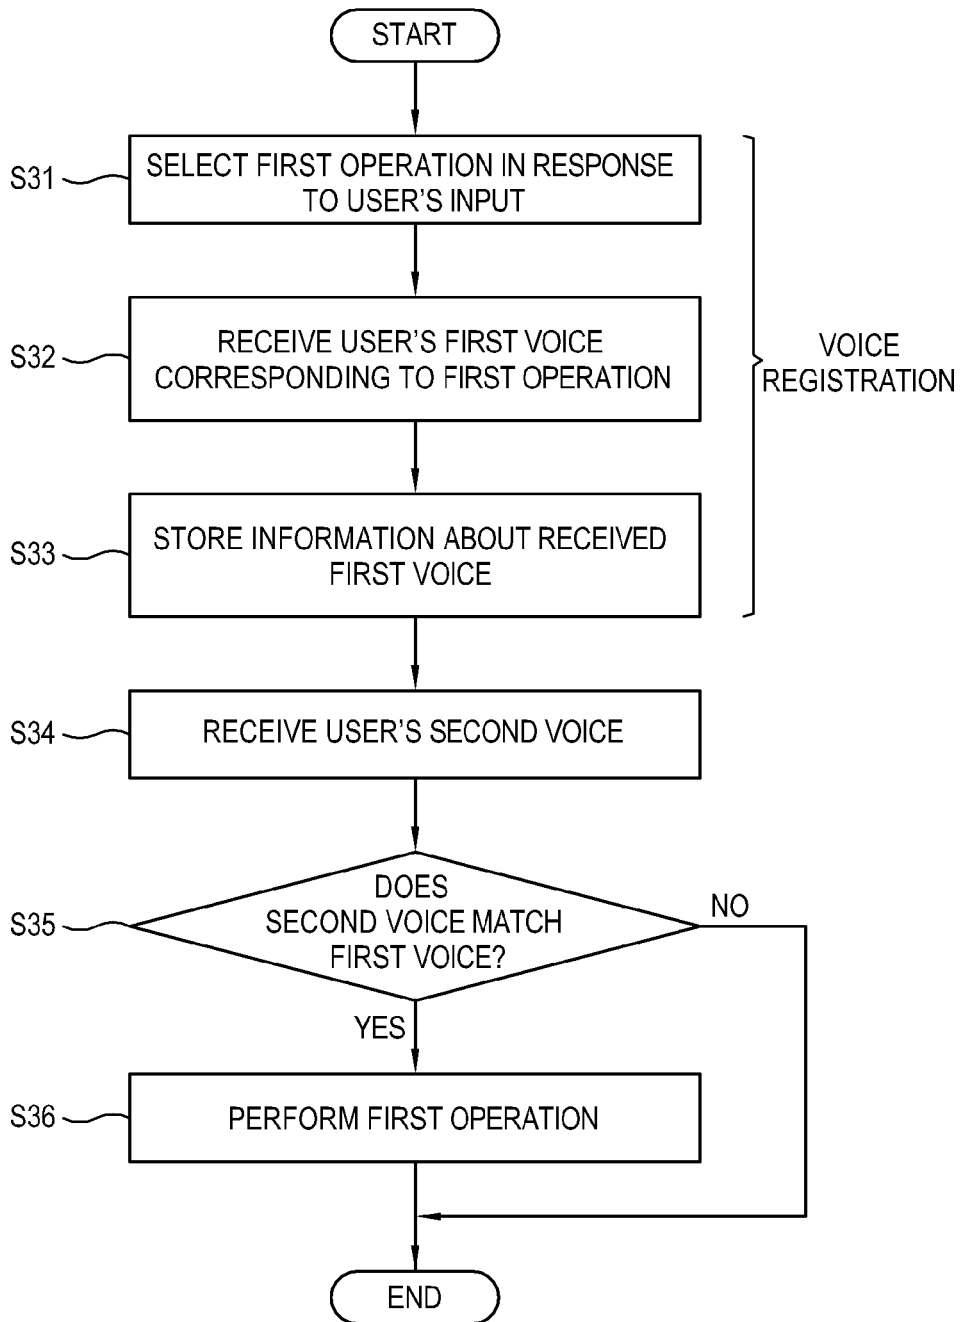 START
S31
SELECT FIRST OPERATION IN RESPONSE
TO USER'S INPUT
S32
RECEIVE USER'S FIRST VOICE
CORRESPONDING TO FIRST OPERATION
VOICE
REGISTRATION
S33
STORE INFORMATION ABOUT RECEIVED
FIRST VOICE
S34
RECEIVE USER'S SECOND VOICE
S35
DOES
SECOND VOICE MATCH
FIRST VOICE?
NO
YES
S36
PERFORM FIRST OPERATION
END